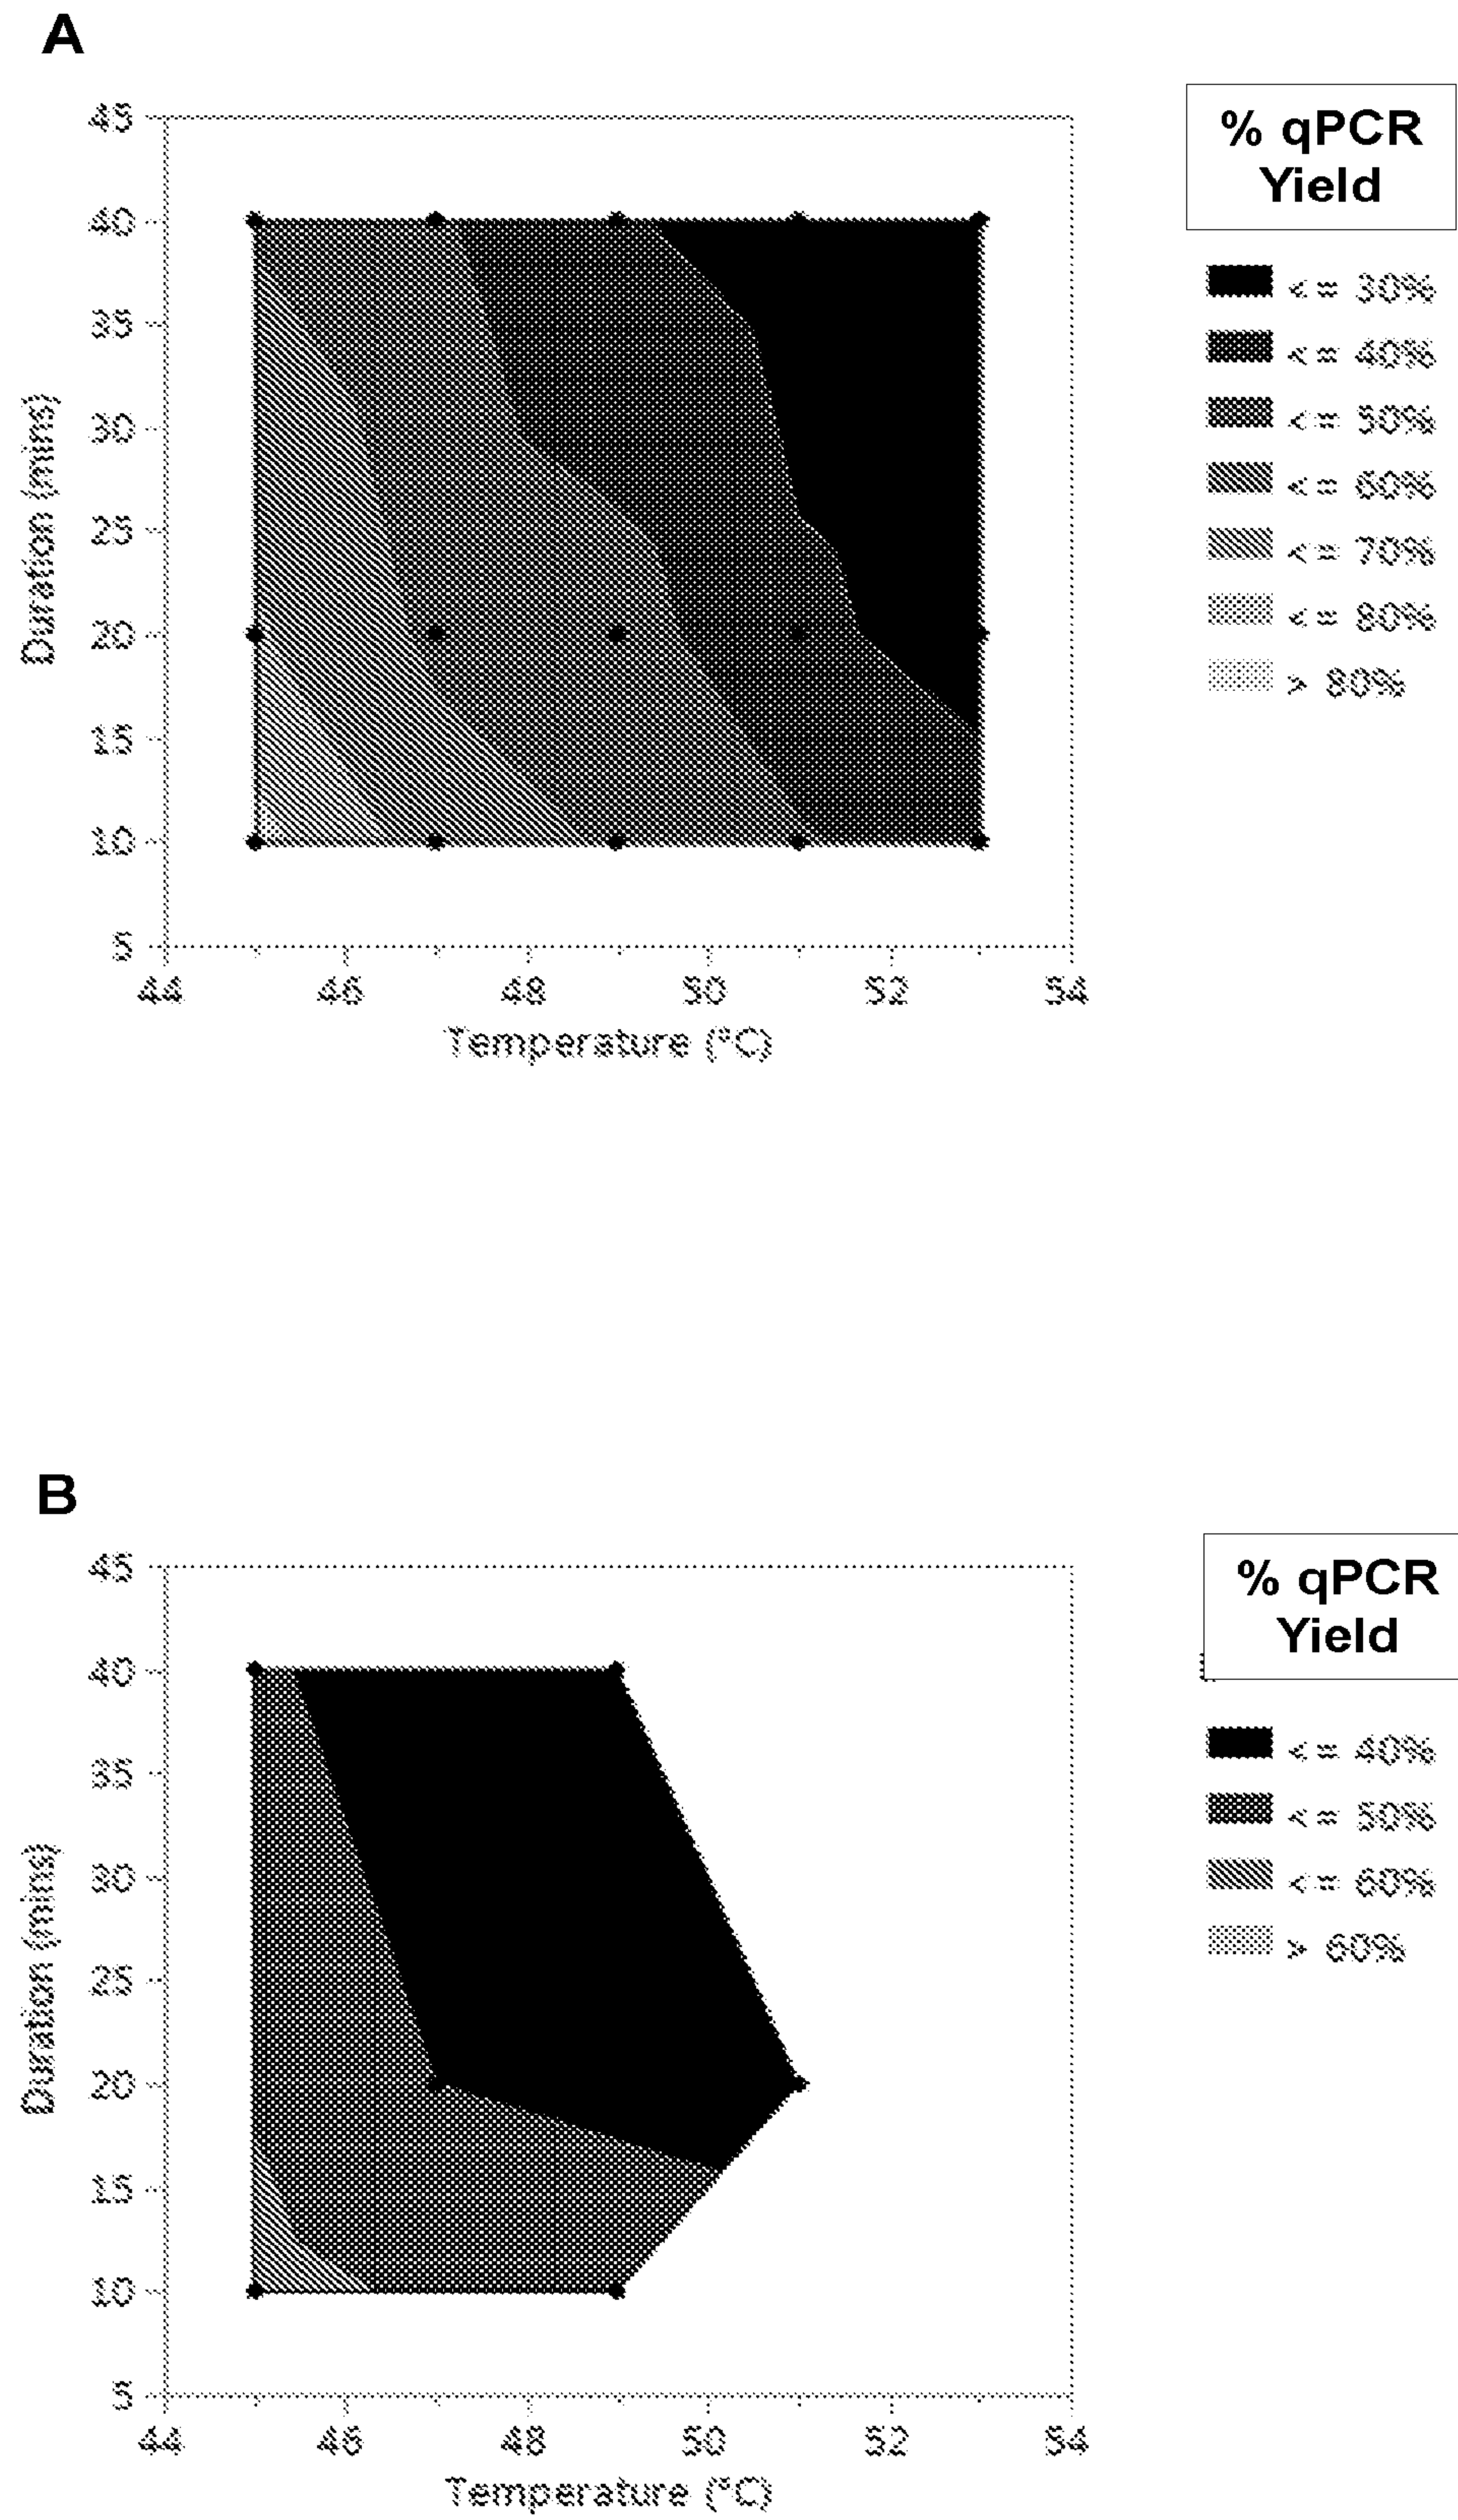 A
% qPCR
Yield
<= 30%
<= 40%
<= 50%
<= 60%
<= 70%
<= 80%
> 80%
45
40
35
30
25
20
15
10
5
Duration (mins)
44 46 48 50 52 54
Temperature (°C)
B
% qPCR
Yield
<= 40%
<= 50%
<= 60%
> 60%
45
40
35
30
25
20
15
10
5
Duration (mins)
44 46 48 50 52 54
Temperature (°C)